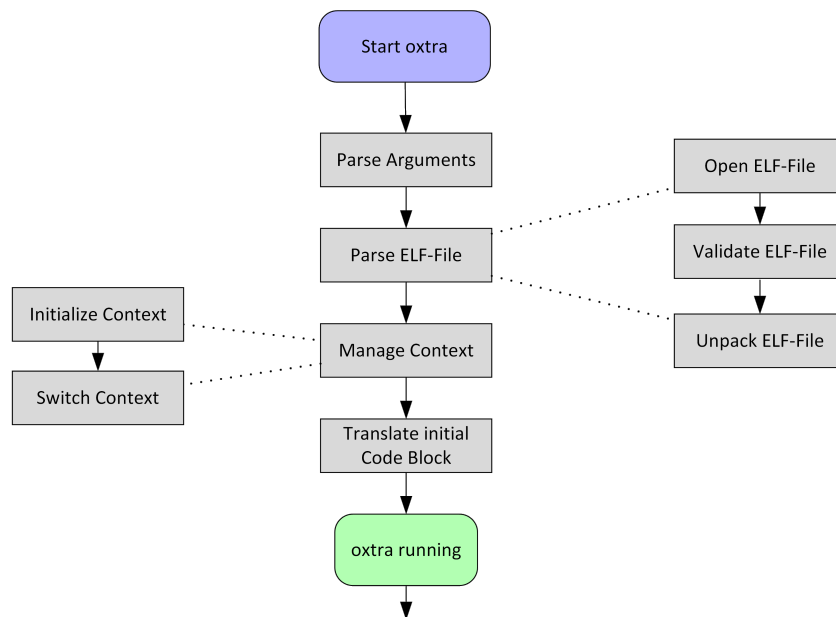 Start oxtra
Parse Arguments
Open ELF-File
Parse ELF-File
Validate ELF-File
Initialize Context
Manage Context
Unpack ELF-File
Switch Context
Translate initial
Code Block
oxtra running